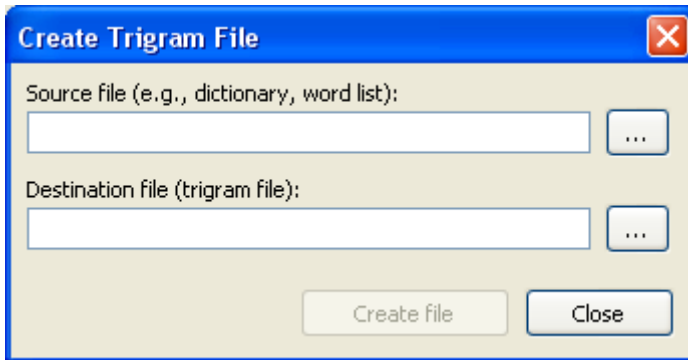 Create Trigram File
Source file (e.g., dictionary, word list):
...
Destination file (trigram file):
...
Create file Close